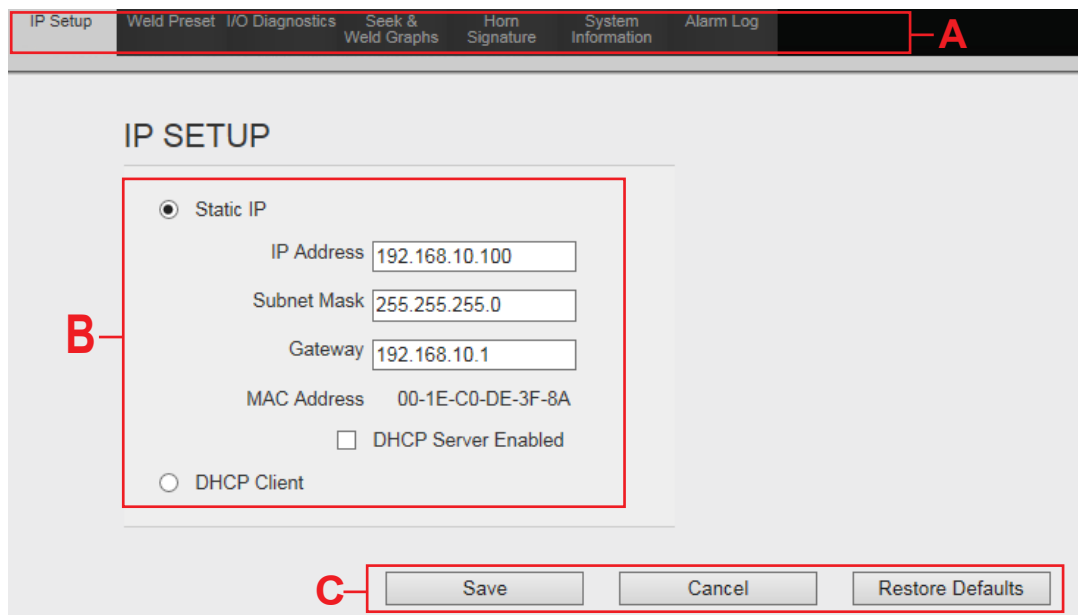 IP Setup Weld Preset I/O Diagnostics Seek & Horn System Alarm Log
Weld Graphs Signature Information
A
IP SETUP
Static IP
IP Address 192.168.10.100
Subnet Mask 255.255.255.0
B
Gateway 192.168.10.1
MAC Address 00-1E-C0-DE-3F-8A
DHCP Server Enabled
DHCP Client
C
Save Cancel Restore Defaults